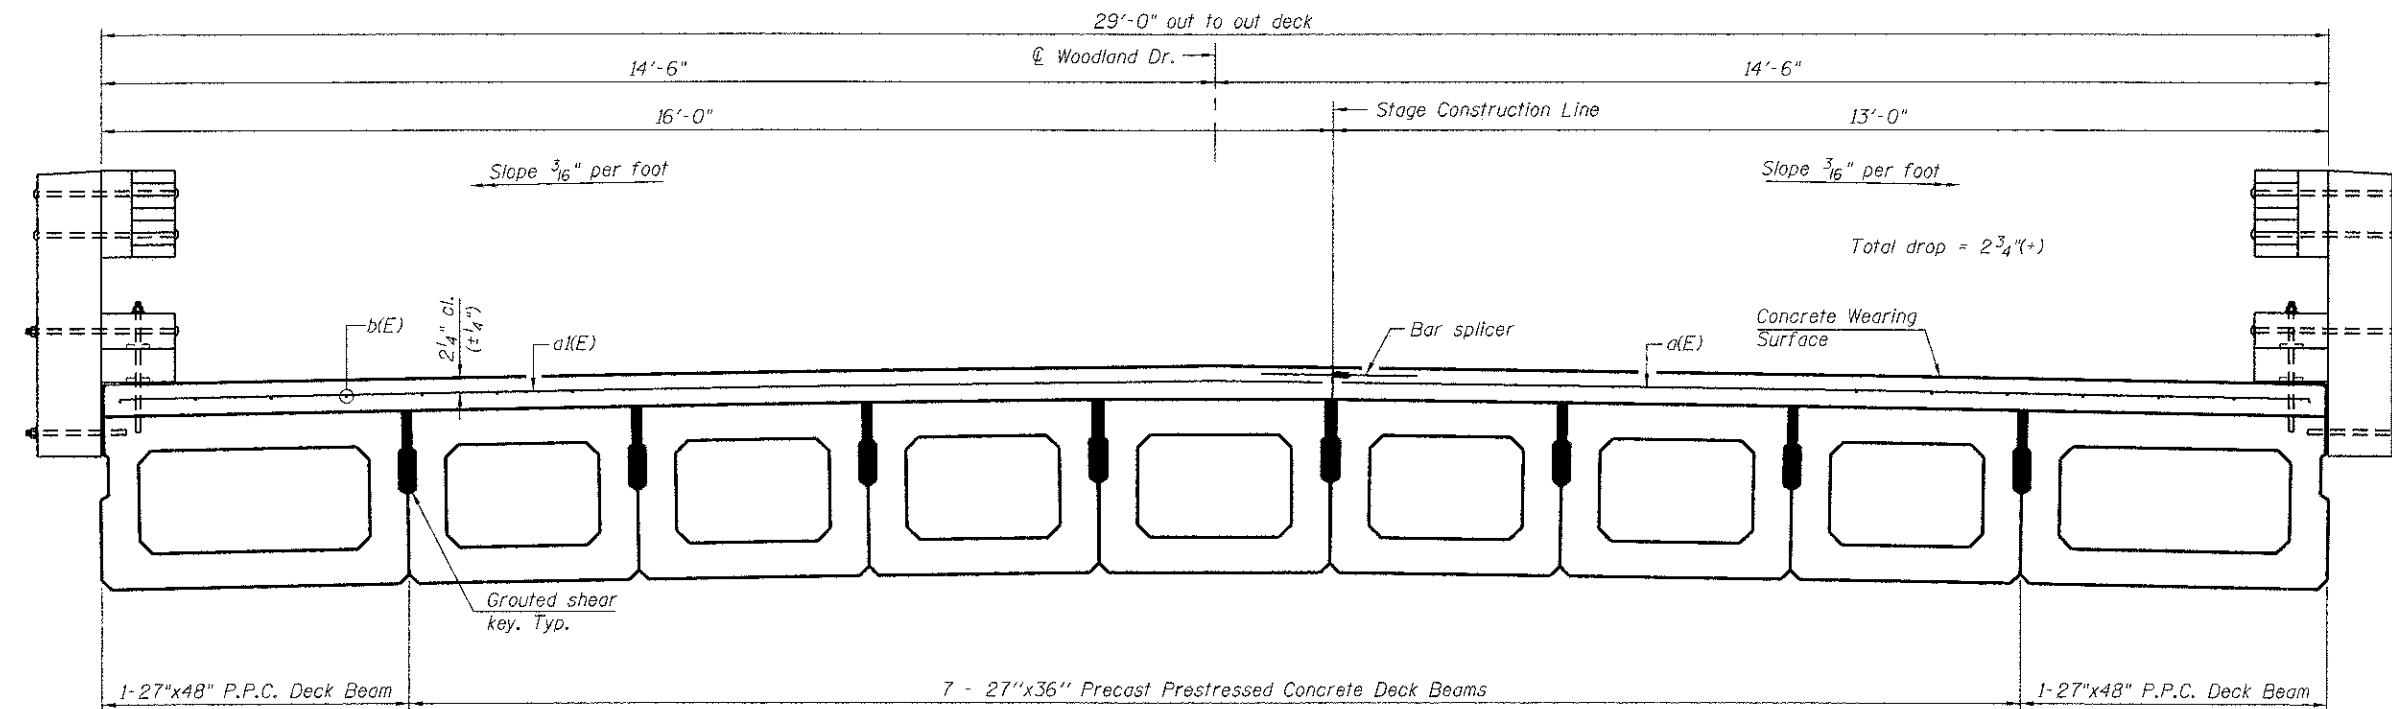 29'-0" out to out deck
℄ Woodland Dr.
14'-6"
14'-6"
16'-0"
Stage Construction Line
13'-0"
Slope 3/16" per foot
Slope 3/16" per foot
Total drop = 2 3/4"(+)
b(E)
2 1/4" cl.
(± 1/4")
a1(E)
Bar splicer
a(E)
Concrete Wearing
Surface
Grouted shear
key. Typ.
1-27"x48" P.P.C. Deck Beam
7 - 27"x36" Precast Prestressed Concrete Deck Beams
1-27"x48" P.P.C. Deck Beam